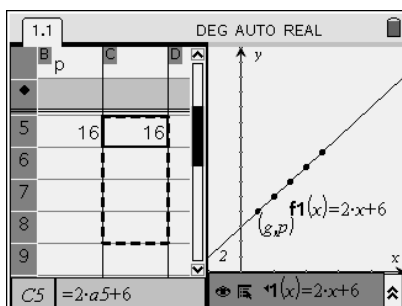 1.1 DEG AUTO REAL
B p C D
◆
5 16 16
6
7
8
9
C5 =2·a5+6
y
f1(x)=2·x+6
(g,p)
2
x
f1(x)=2·x+6